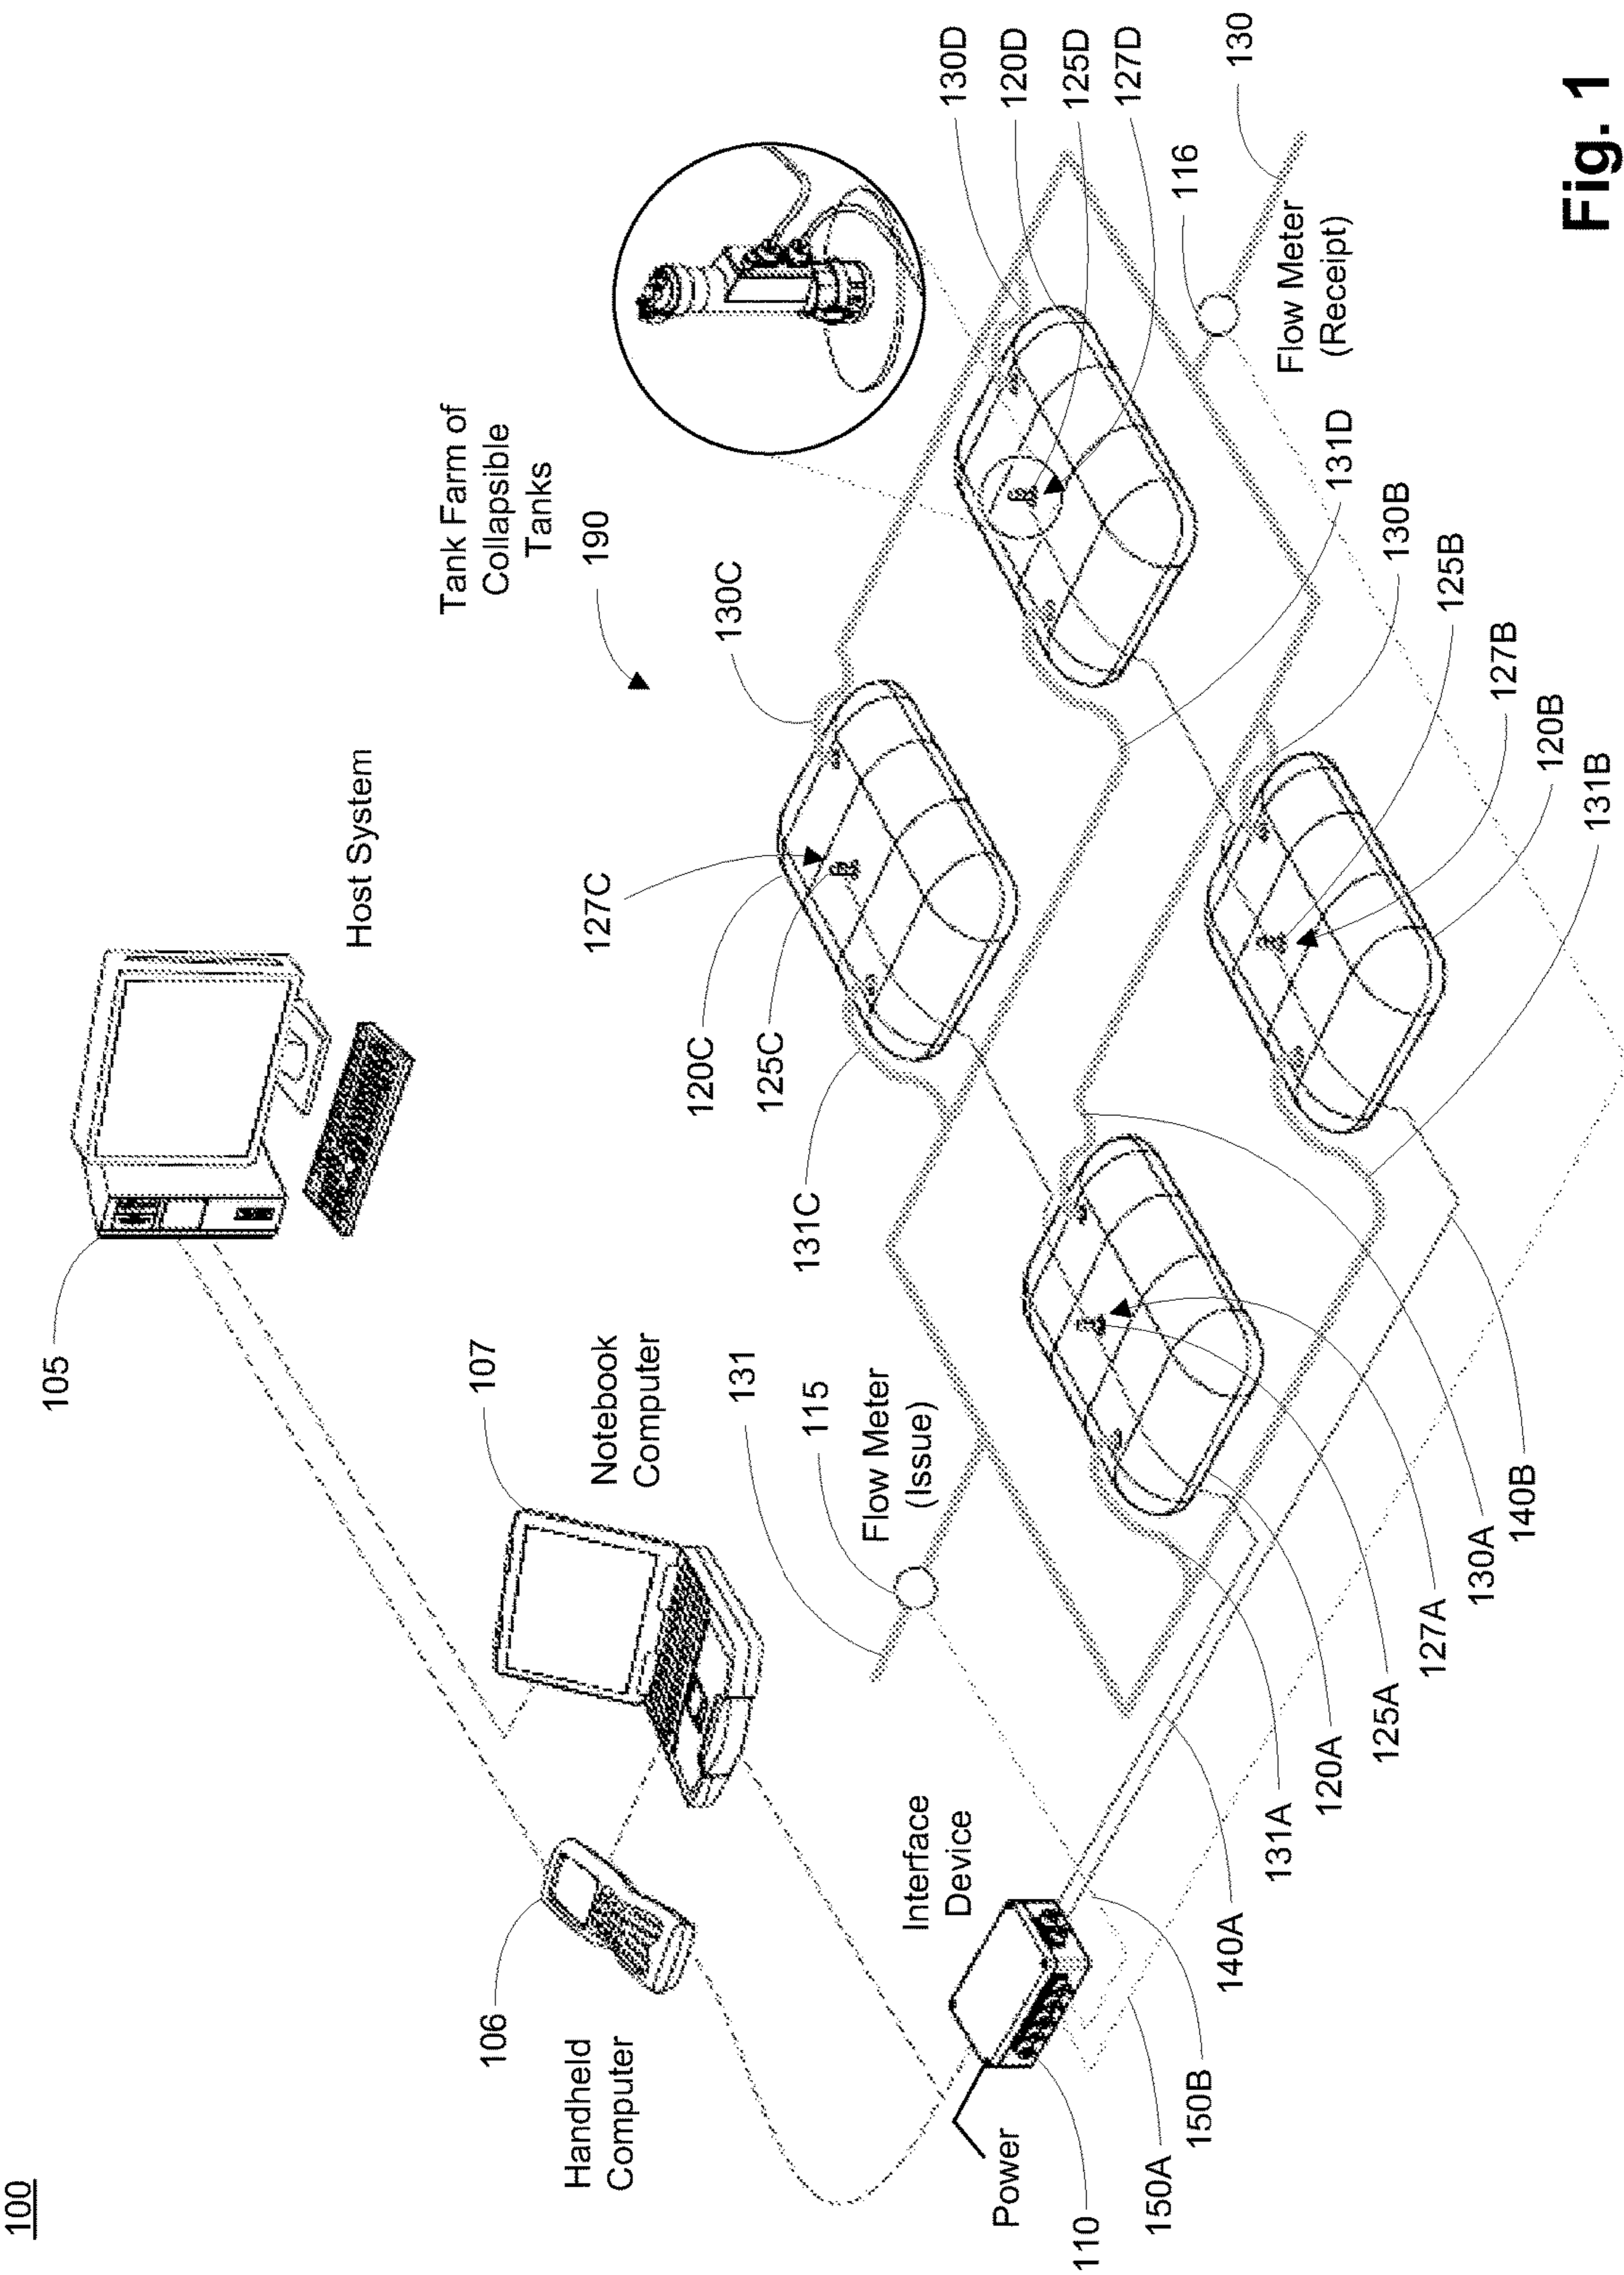 100
105
Host System
107
Notebook
Computer
106
Handheld
Computer
Tank Farm of
Collapsible
Tanks
190
130C
127C
120C
125C
131C
131
115
Flow Meter
(Issue)
Interface
Device
Power
110
150A
150B
140A
131A
120A
125A
127A
130A
140B
130D
120D
125D
127D
116
130
Flow Meter
(Receipt)
131D
130B
125B
127B
120B
131B
Fig. 1